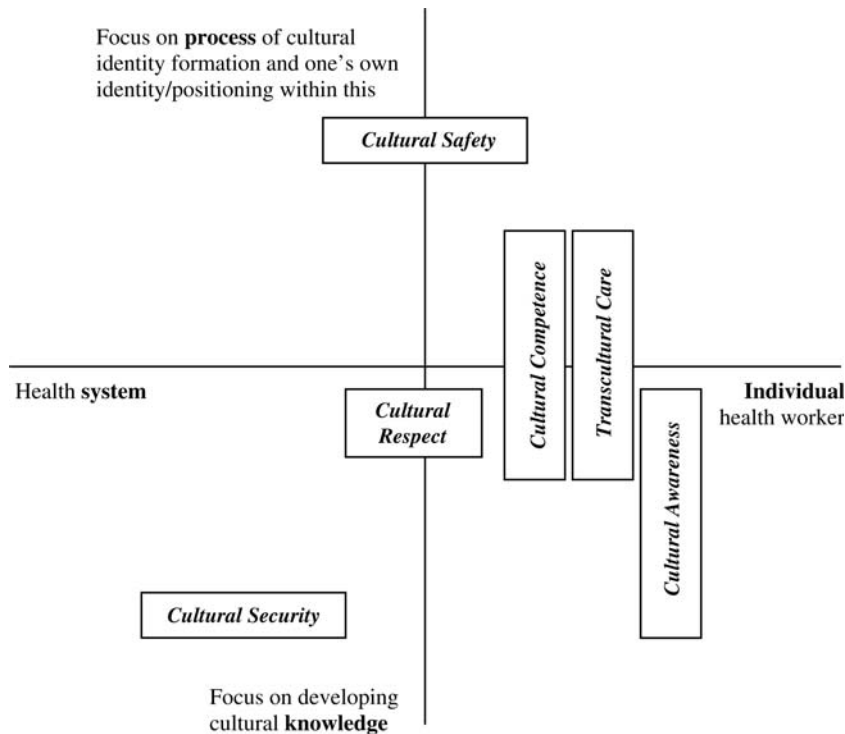 Focus on process of cultural
identity formation and one's own
identity/positioning within this
Cultural Safety
Cultural Competence
Transcultural Care
Health system
Individual
health worker
Cultural
Respect
Cultural Awareness
Cultural Security
Focus on developing
cultural knowledge